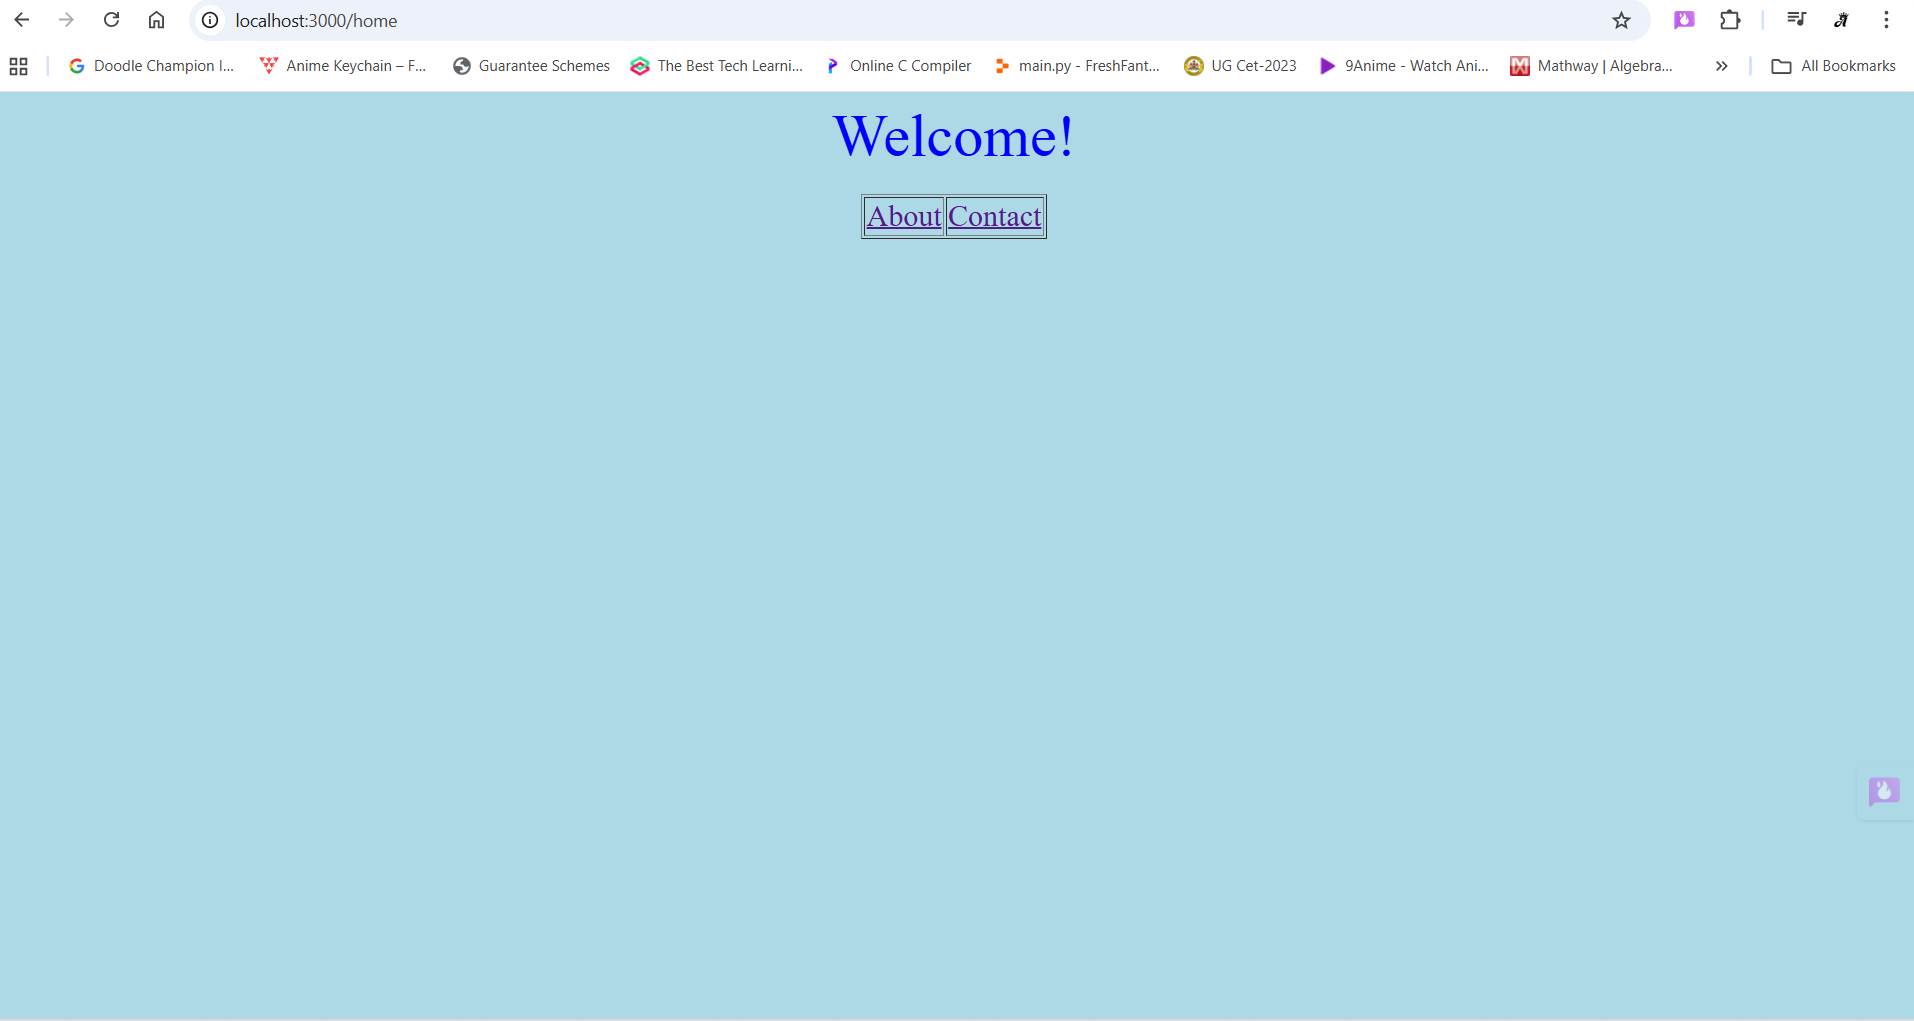 localhost:3000/home
Doodle Champion I... Anime Keychain – F... Guarantee Schemes The Best Tech Learni... Online C Compiler main.py - FreshFant... UG Cet-2023 9Anime - Watch Ani... Mathway | Algebra... » All Bookmarks
Welcome!
About Contact